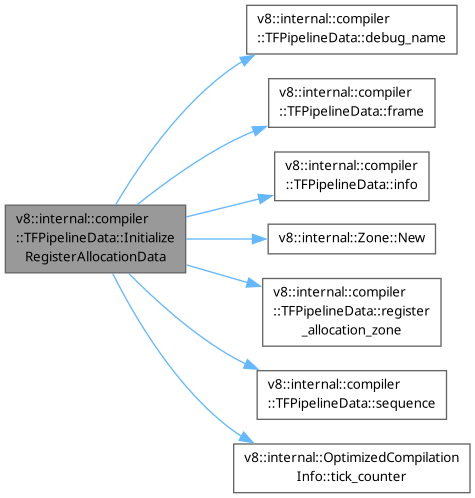 v8::internal::compiler
::TFPipelineData::debug_name
v8::internal::compiler
::TFPipelineData::frame
v8::internal::compiler
::TFPipelineData::info
v8::internal::compiler
::TFPipelineData::Initialize
RegisterAllocationData
v8::internal::Zone::New
v8::internal::compiler
::TFPipelineData::register
_allocation_zone
v8::internal::compiler
::TFPipelineData::sequence
v8::internal::OptimizedCompilation
Info::tick_counter